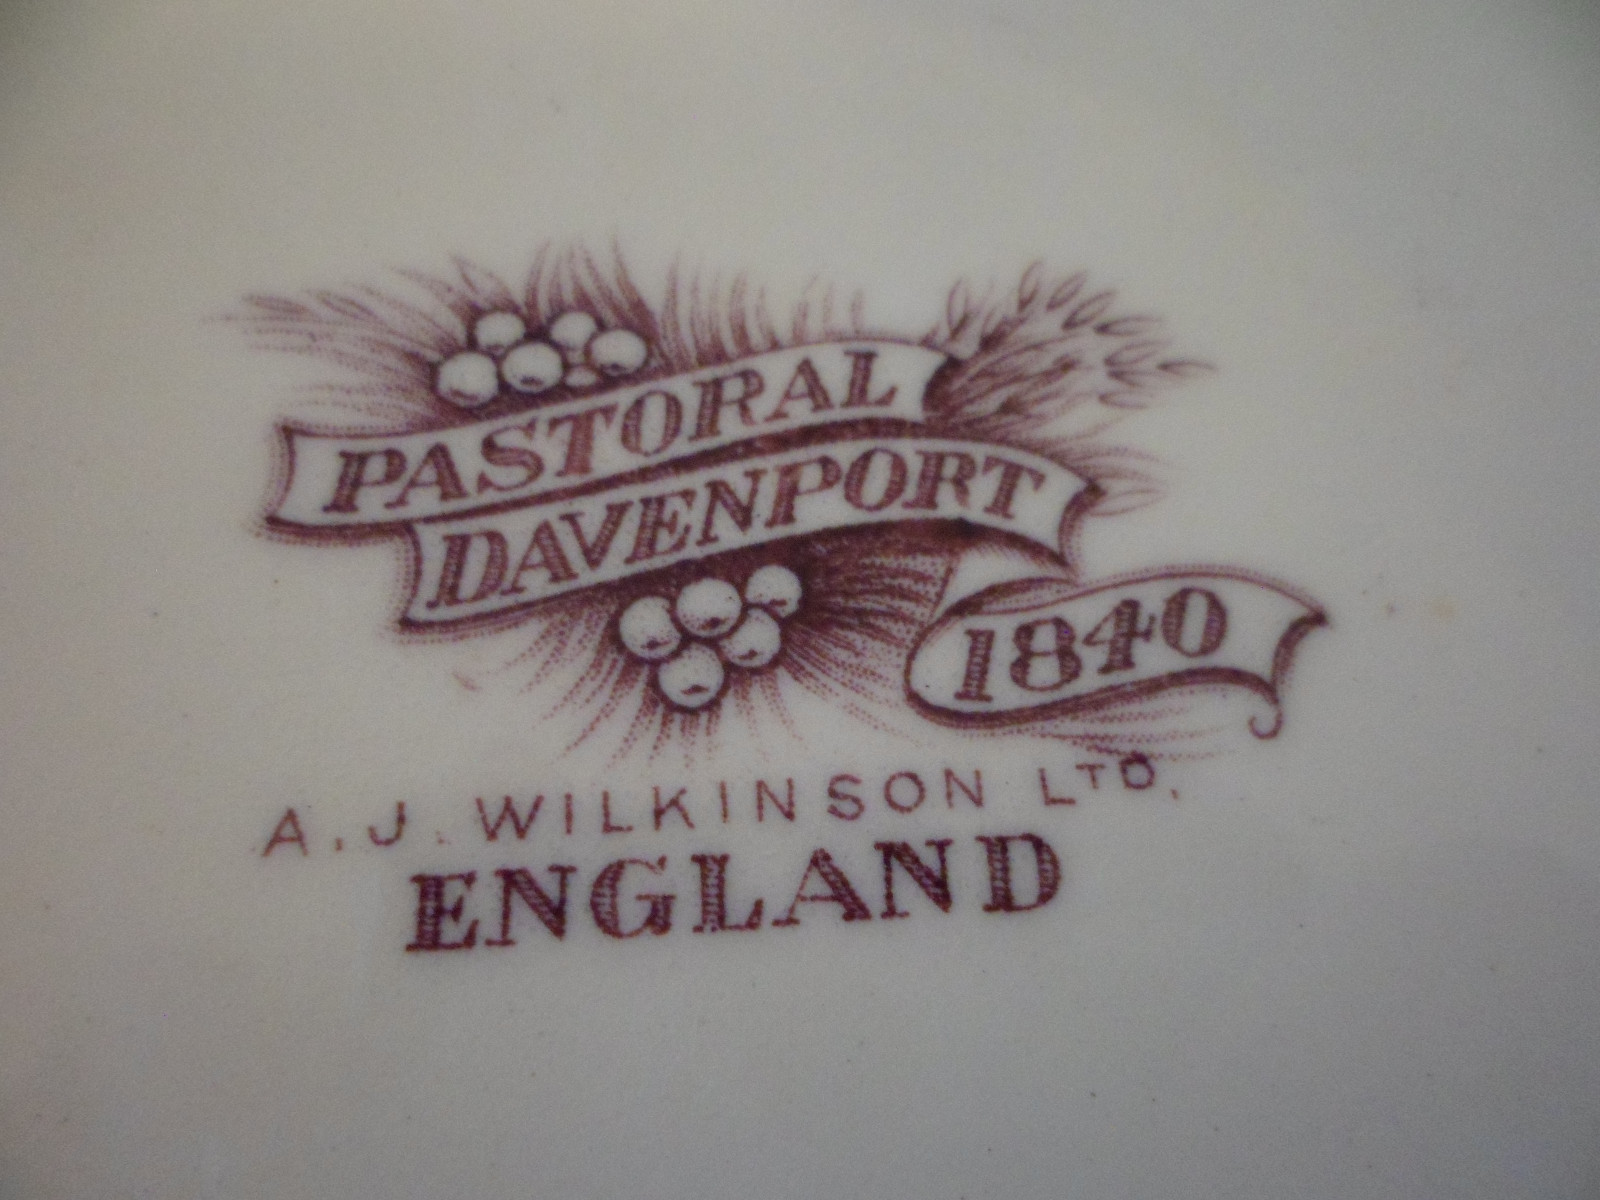 PASTORAL
DAVENPORT
1840
A.J. WILKINSON LTD.
ENGLAND